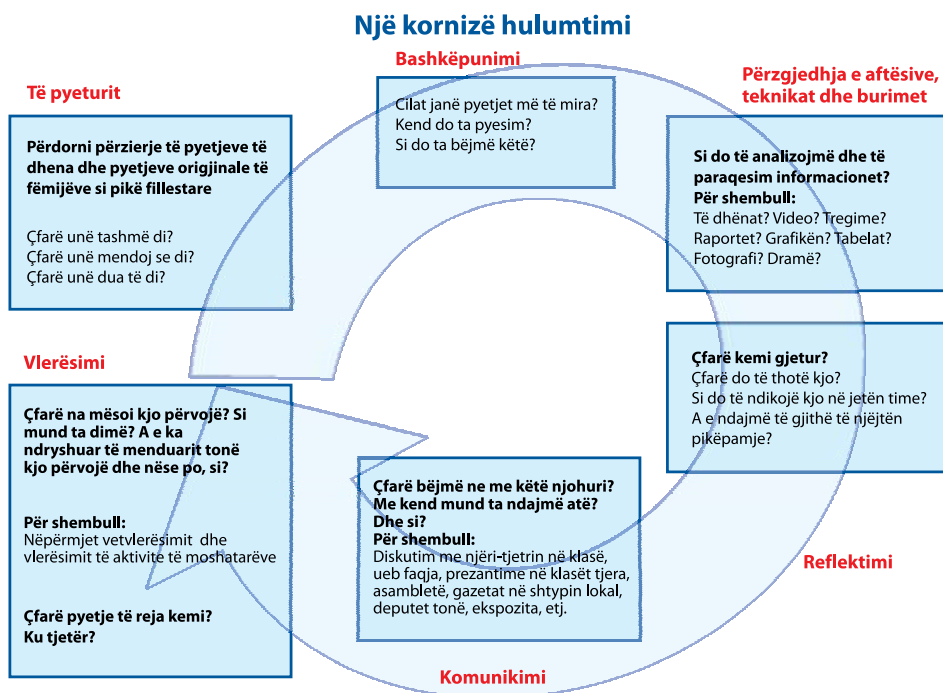 Një kornizë hulumtimi
Të pyeturit
Përdorni përzierje të pyetjeve të
dhena dhe pyetjeve origjinale të
fëmijëve si pikë fillestare
Çfarë unë tashmë di?
Çfarë unë mendoj se di?
Çfarë unë dua të di?
Bashkëpunimi
Cilat janë pyetjet më të mira?
Kend do ta pyesim?
Si do ta bëjmë këtë?
Përzgjedhja e aftësive,
teknikat dhe burimet
Si do të analizojmë dhe të
paraqesim informacionet?
Për shembull:
Të dhënat? Video? Tregime?
Raportet? Grafikën? Tabelat?
Fotografi? Dramë?
Çfarë kemi gjetur?
Çfarë do të thotë kjo?
Si do të ndikojë kjo në jetën time?
A e ndajmë të gjithë të njëjtën
pikëpamje?
Reflektimi
Çfarë bëjmë ne me këtë njohuri?
Me kend mund ta ndajmë atë?
Dhe si?
Për shembull:
Diskutim me njëri-tjetrin në klasë,
ueb faqja, prezantime në klasët tjera,
asambletë, gazetat në shtypin lokal,
deputet tonë, ekspozita, etj.
Komunikimi
Vlerësimi
Çfarë na mësoi kjo përvojë? Si
mund ta dimë? A e ka
ndryshuar të menduarit tonë
kjo përvojë dhe nëse po, si?
Për shembull:
Nëpërmjet vetvlerësimit dhe
vlerësimit të aktivite të moshatarëve
Çfarë pyetje të reja kemi?
Ku tjetër?